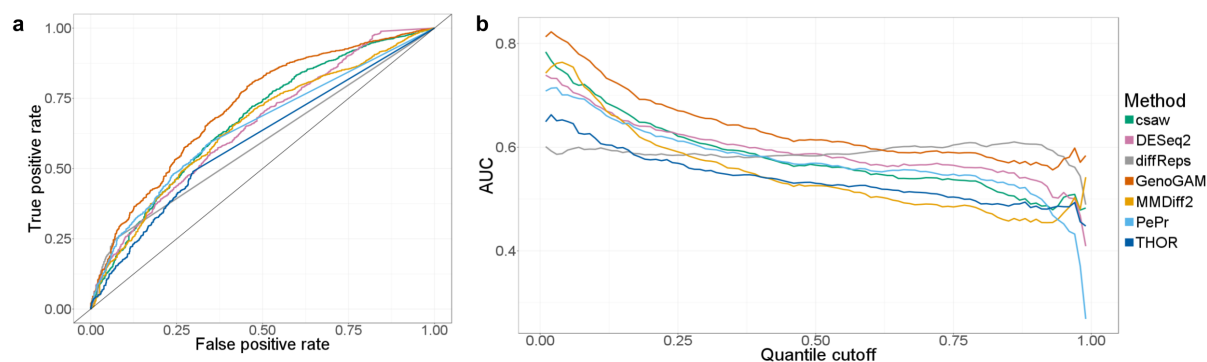 a
1.00
0.75
0.50
0.25
0.00
True positive rate
0.00 0.25 0.50 0.75 1.00
False positive rate
b
0.8
0.6
0.4
AUC
0.00 0.25 0.50 0.75 1.00
Quantile cutoff
Method
csaw
DESeq2
diffReps
GenoGAM
MMDiff2
PePr
THOR